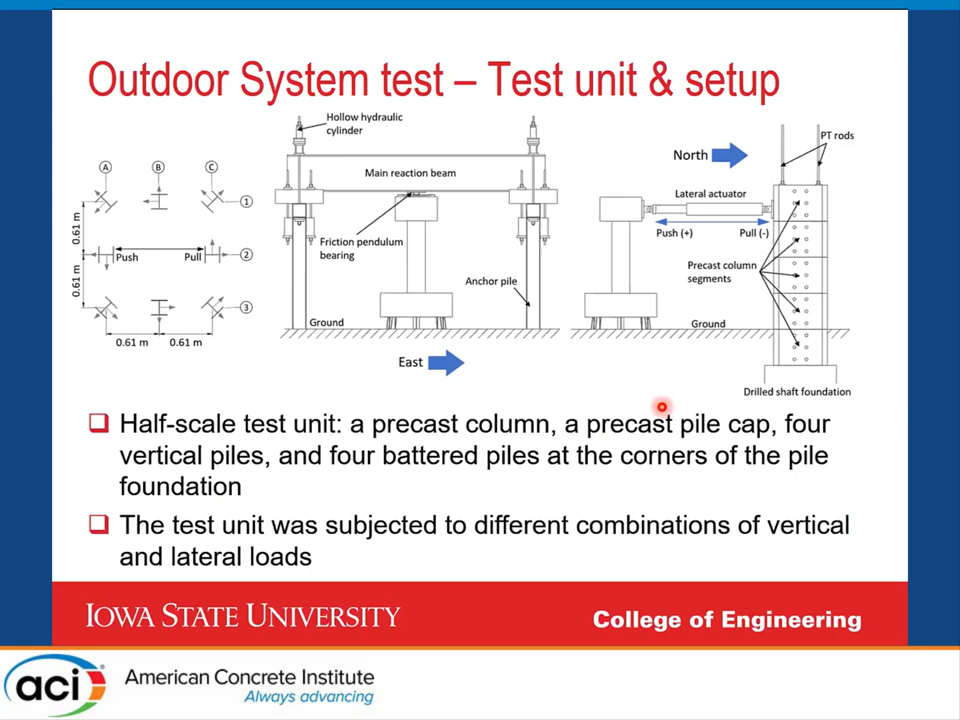 Outdoor System test – Test unit & setup
A
B
C
1
2
3
0.61 m
0.61 m
Push
Pull
0.61 m
0.61 m
Hollow hydraulic
cylinder
Main reaction beam
Friction pendulum
bearing
Anchor pile
Ground
East
North
PT rods
Lateral actuator
Push (+)
Pull (-)
Precast column
segments
Ground
Drilled shaft foundation
❑ Half-scale test unit: a precast column, a precast pile cap, four
vertical piles, and four battered piles at the corners of the pile
foundation
❑ The test unit was subjected to different combinations of vertical
and lateral loads
IOWA STATE UNIVERSITY
College of Engineering
aci
American Concrete Institute
Always advancing